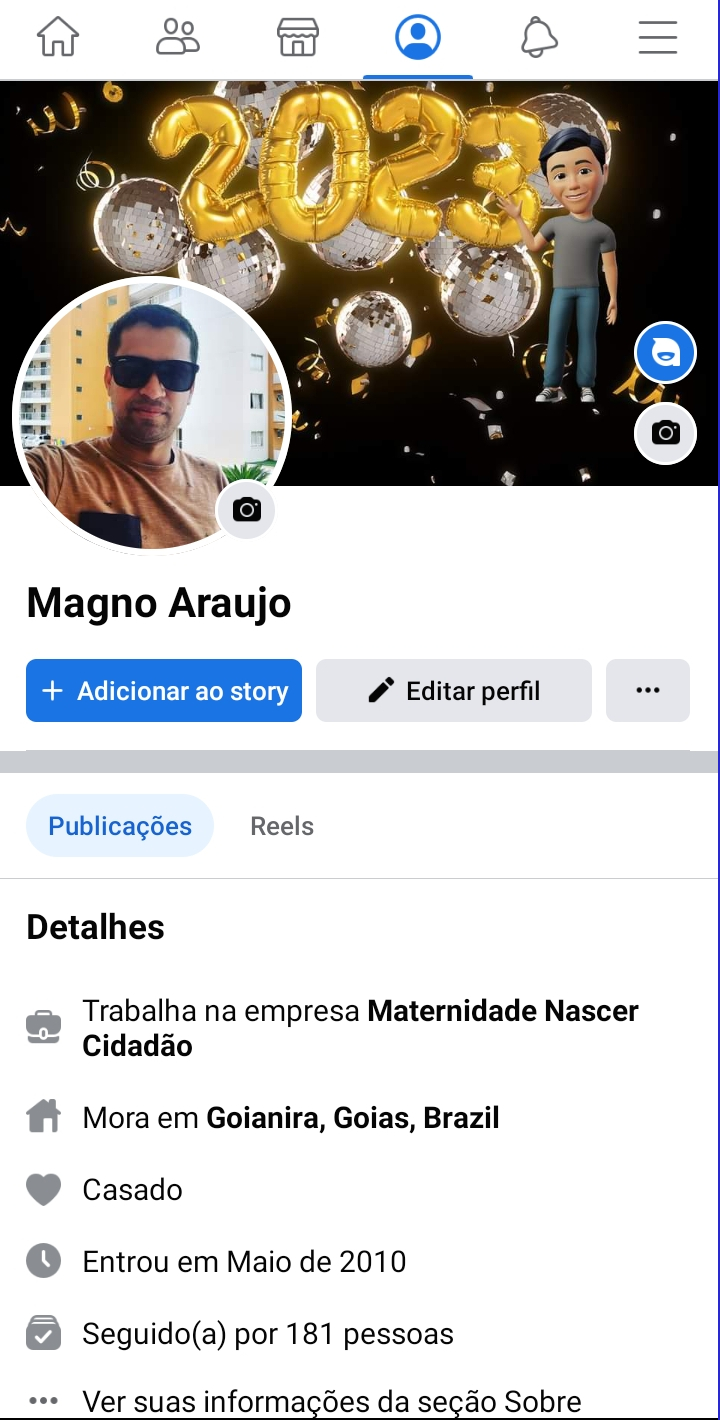 2023
Magno Araujo
+ Adicionar ao story
Editar perfil
Publicações
Reels
Detalhes
Trabalha na empresa Maternidade Nascer
Cidadão
Mora em Goianira, Goias, Brazil
Casado
Entrou em Maio de 2010
Seguido(a) por 181 pessoas
Ver suas informações da seção Sobre